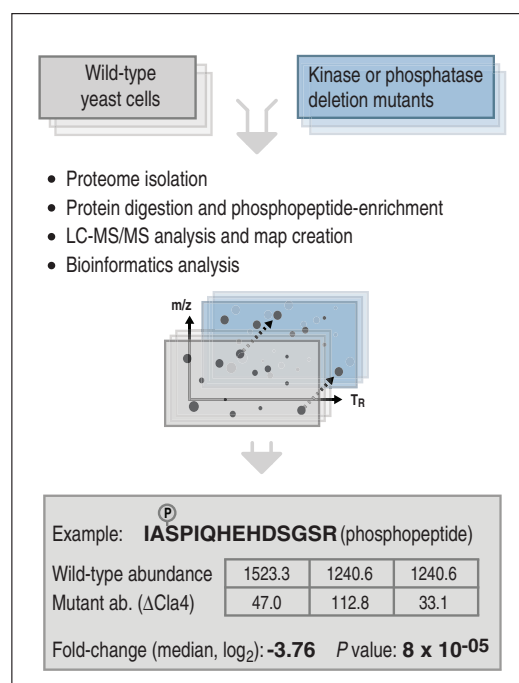 Wild-type
yeast cells
Kinase or phosphatase
deletion mutants
• Proteome isolation
• Protein digestion and phosphopeptide-enrichment
• LC-MS/MS analysis and map creation
• Bioinformatics analysis
m/z
TR
P
Example: IASPIQHEHDSGSR (phosphopeptide)
Wild-type abundance 1523.3 1240.6 1240.6
Mutant ab. (ΔCla4) 47.0 112.8 33.1
Fold-change (median, log2): -3.76 P value: 8 x 10-05